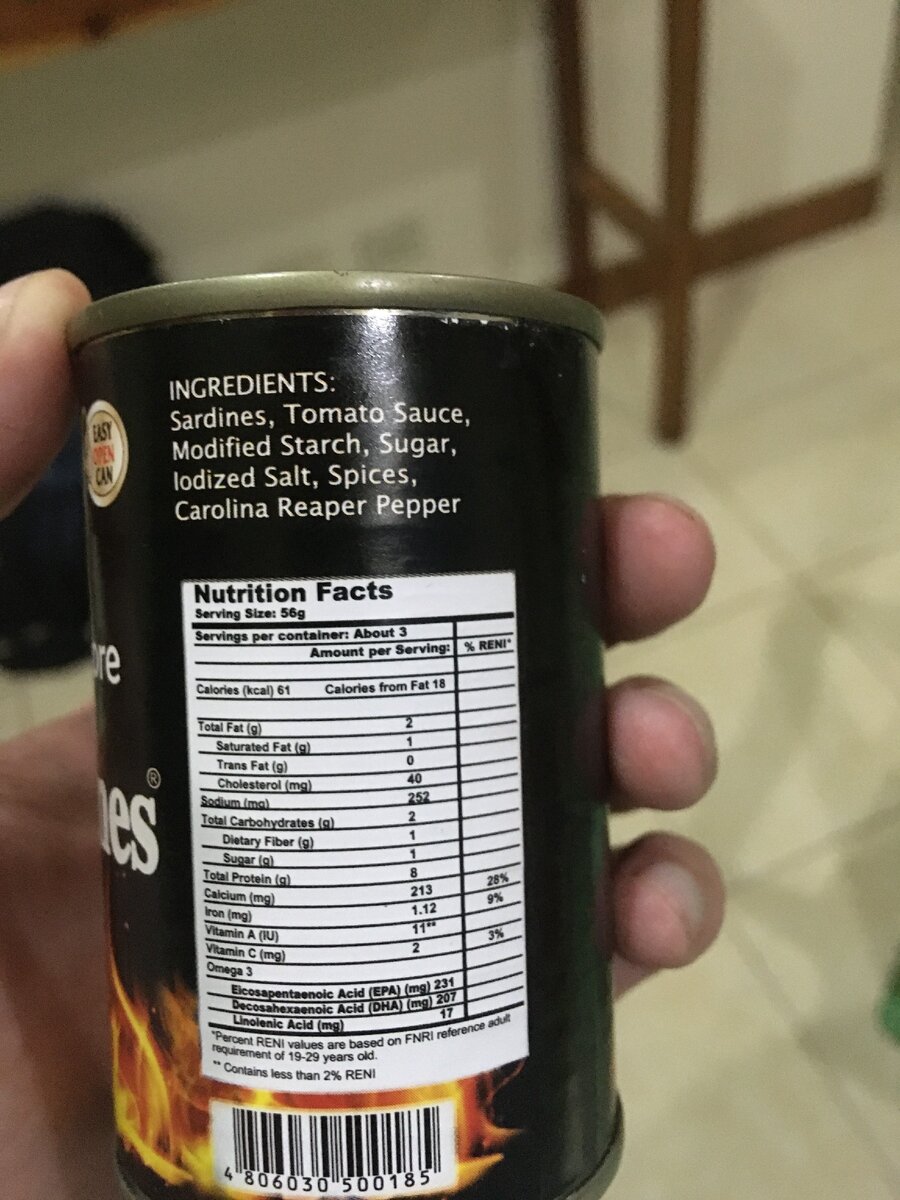 INGREDIENTS:
Sardines, Tomato Sauce,
Modified Starch, Sugar,
Iodized Salt, Spices,
Carolina Reaper Pepper
EASY
OPEN
CAN
re
es®
Nutrition Facts
Serving Size: 56g
Servings per container: About 3
Amount per Serving: % RENI*
Calories (kcal) 61 Calories from Fat 18
Total Fat (g) 2
Saturated Fat (g) 1
Trans Fat (g) 0
Cholesterol (mg) 40
Sodium (mg) 252
Total Carbohydrates (g) 2
Dietary Fiber (g) 1
Sugar (g) 1
Total Protein (g) 8
Calcium (mg) 213 28%
Iron (mg) 1.12 9%
Vitamin A (IU) 11**
Vitamin C (mg) 2 3%
Omega 3
Eicosapentaenoic Acid (EPA) (mg) 231
Decosahexaenoic Acid (DHA) (mg) 207
Linolenic Acid (mg) 17
*Percent RENI values are based on FNRI reference adult
requirement of 19-29 years old.
** Contains less than 2% RENI
4 806030 500185